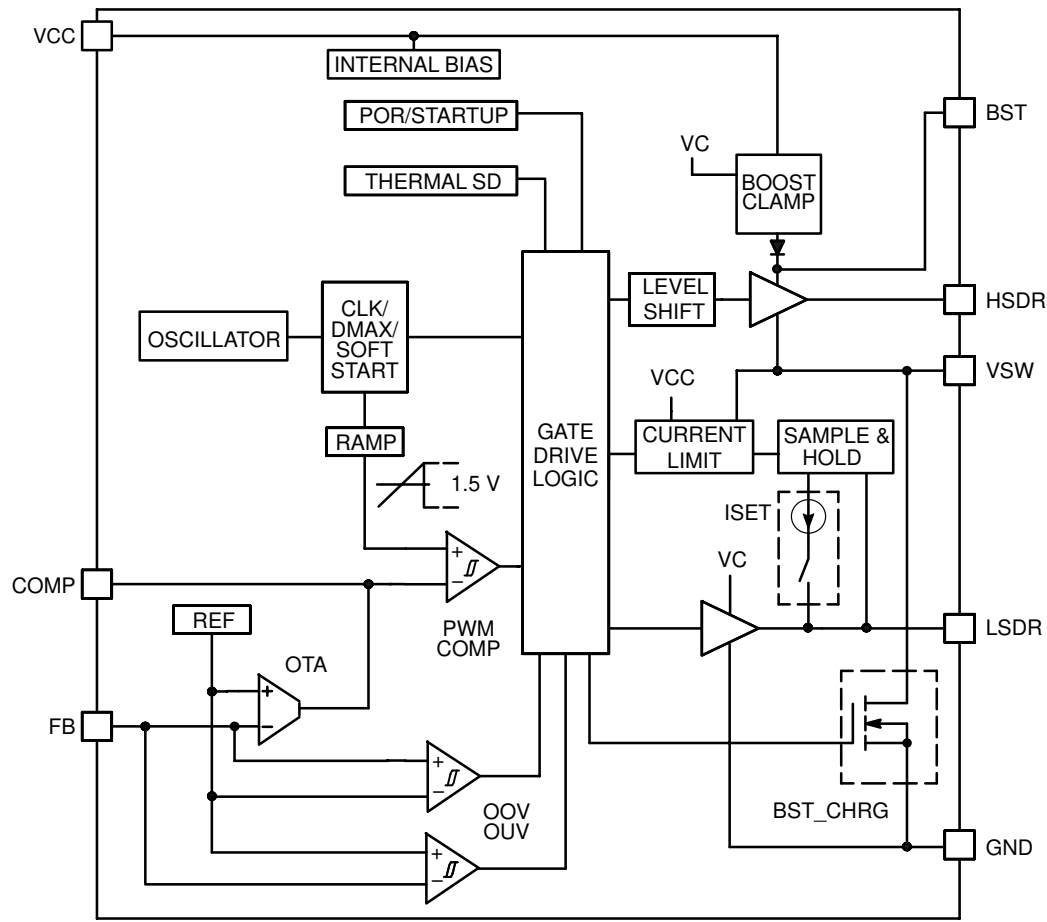 VCC
INTERNAL BIAS
POR/STARTUP
BST
VC
BOOST
CLAMP
THERMAL SD
LEVEL
SHIFT
HSDR
OSCILLATOR
CLK/
DMAX/
SOFT
START
VSW
VCC
RAMP
GATE
DRIVE
LOGIC
CURRENT
LIMIT
SAMPLE &
HOLD
1.5 V
ISET
+
−
VC
COMP
REF
PWM
COMP
LSDR
OTA
+
−
FB
+
−
OOV
OUV
BST_CHRG
+
−
GND